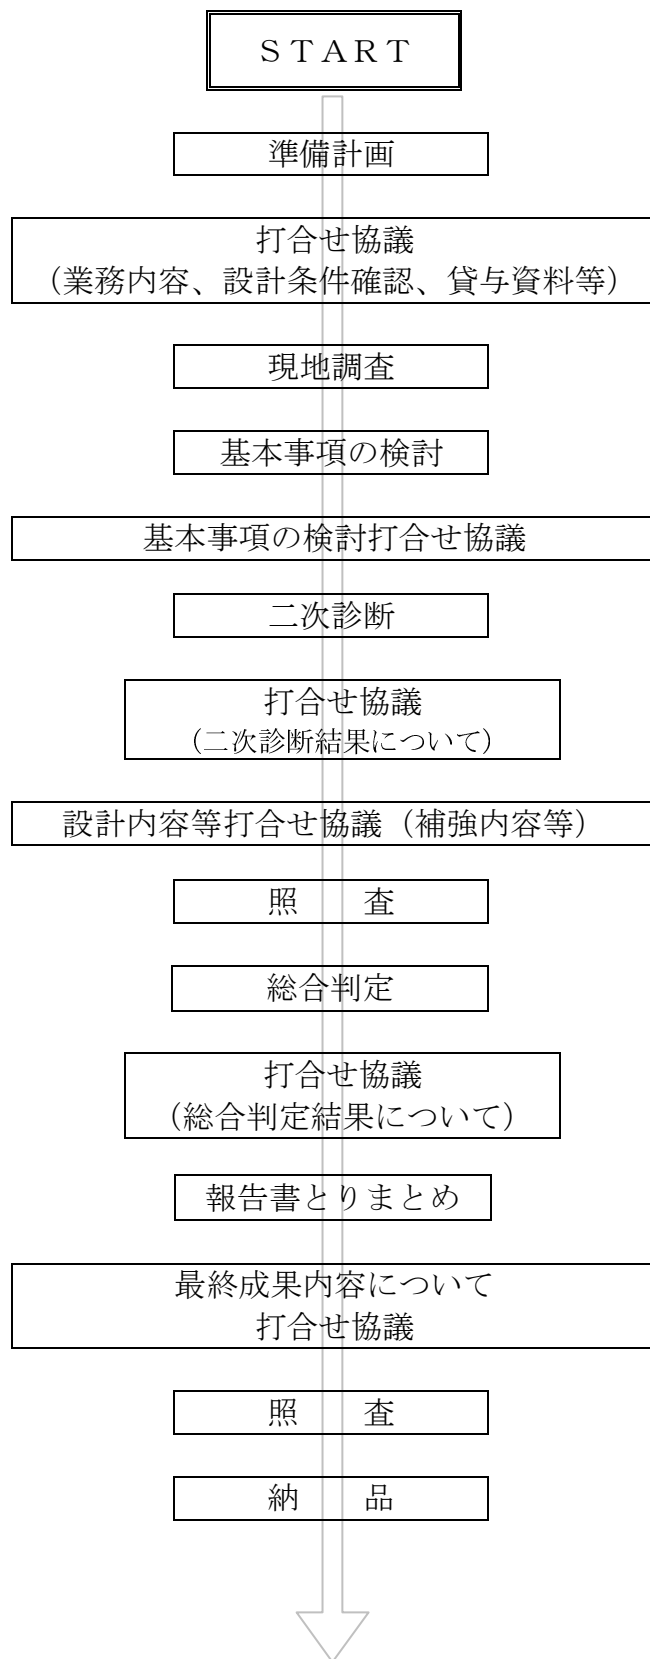 ＳＴＡＲＴ
準備計画
打合せ協議
（業務内容、設計条件確認、貸与資料等）
現地調査
基本事項の検討
基本事項の検討打合せ協議
二次診断
打合せ協議
（二次診断結果について）
設計内容等打合せ協議（補強内容等）
照　　査
総合判定
打合せ協議
（総合判定結果について）
報告書とりまとめ
最終成果内容について
打合せ協議
照　　査
納　　品